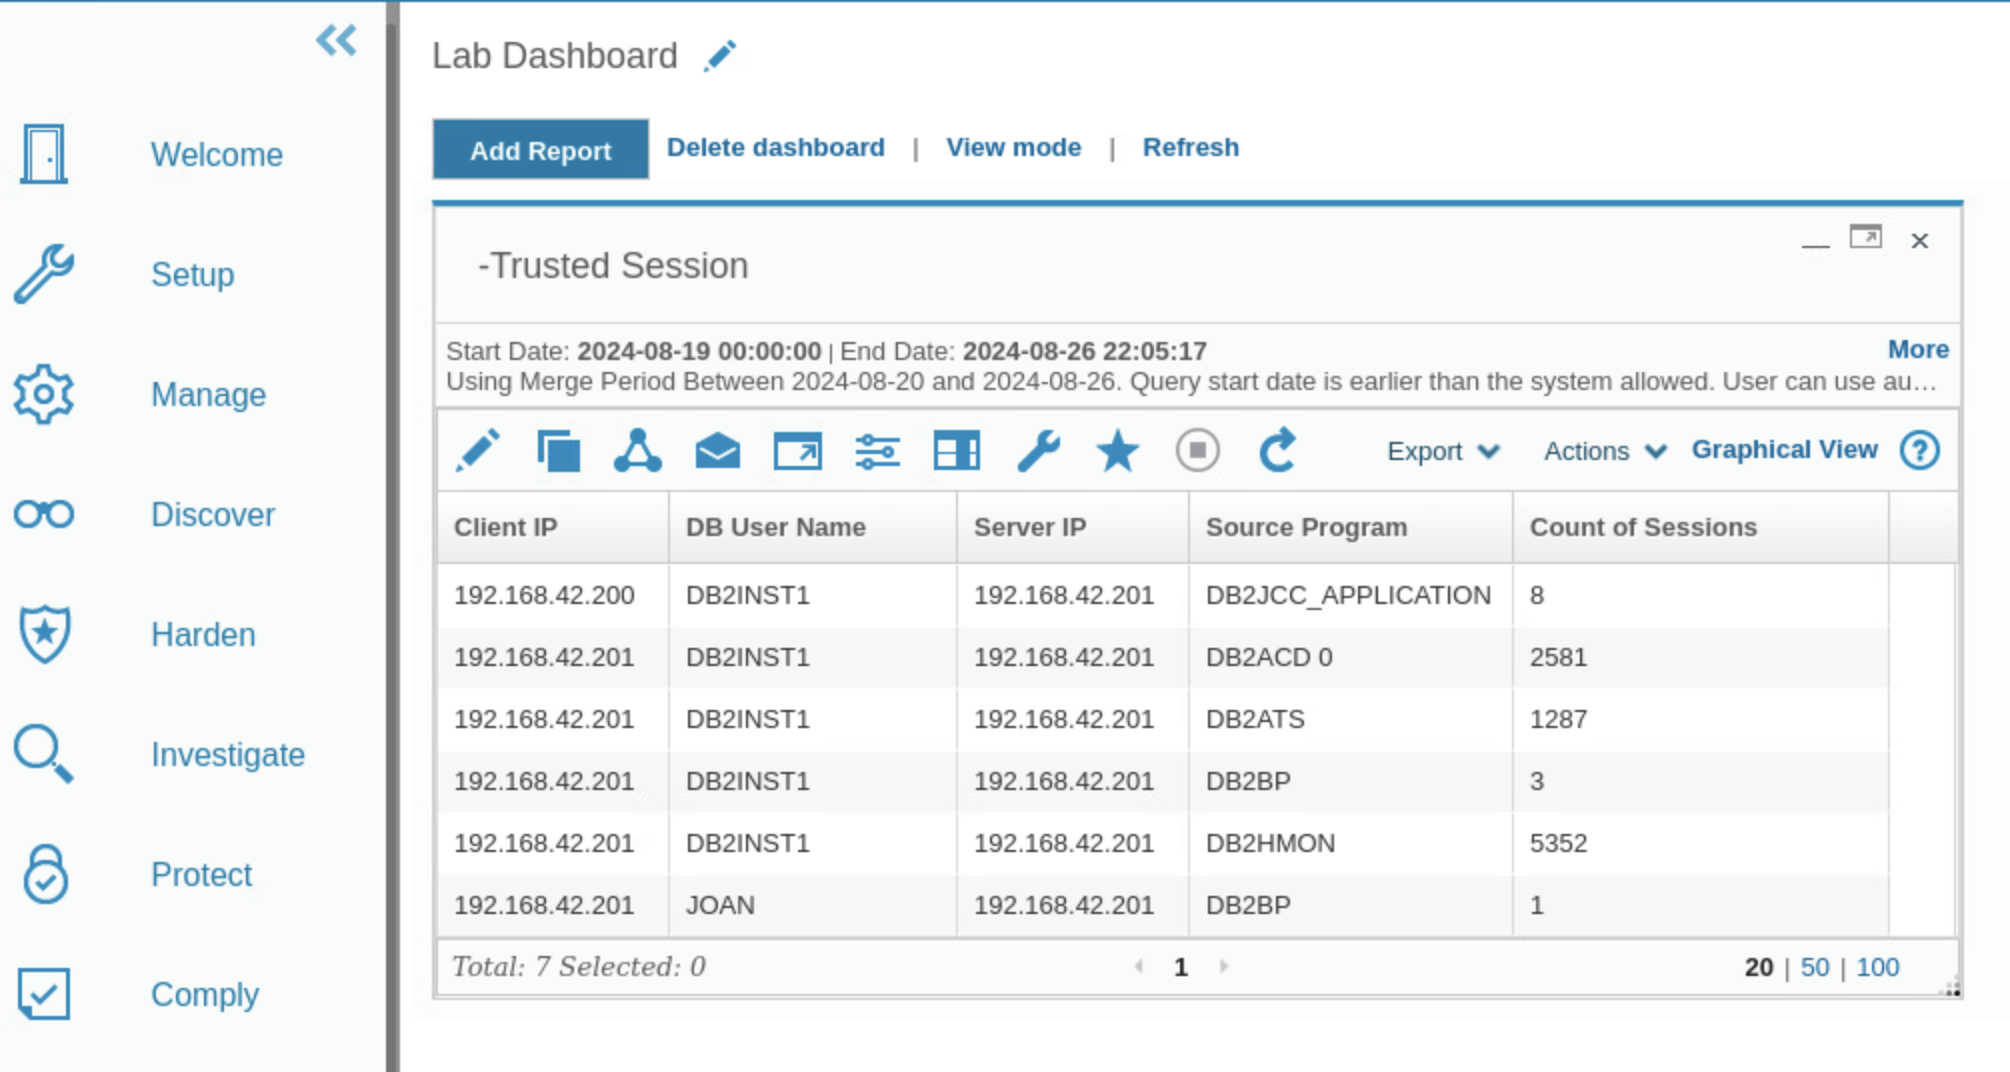 Welcome
Setup
Manage
Discover
Harden
Investigate
Protect
Comply
Lab Dashboard
Add Report Delete dashboard | View mode | Refresh
-Trusted Session
Start Date: 2024-08-19 00:00:00 | End Date: 2024-08-26 22:05:17 More
Using Merge Period Between 2024-08-20 and 2024-08-26. Query start date is earlier than the system allowed. User can use au...
Export Actions Graphical View ?
Client IP DB User Name Server IP Source Program Count of Sessions
192.168.42.200 DB2INST1 192.168.42.201 DB2JCC_APPLICATION 8
192.168.42.201 DB2INST1 192.168.42.201 DB2ACD 0 2581
192.168.42.201 DB2INST1 192.168.42.201 DB2ATS 1287
192.168.42.201 DB2INST1 192.168.42.201 DB2BP 3
192.168.42.201 DB2INST1 192.168.42.201 DB2HMON 5352
192.168.42.201 JOAN 192.168.42.201 DB2BP 1
Total: 7 Selected: 0 1 20 | 50 | 100